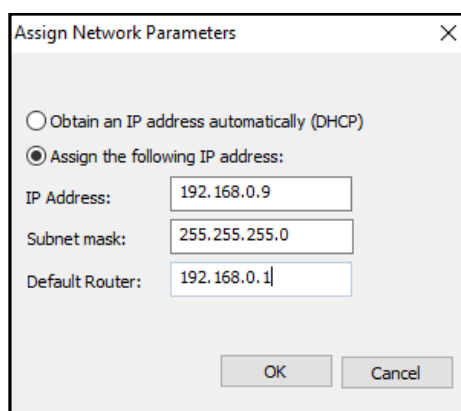 Assign Network Parameters
Obtain an IP address automatically (DHCP)
Assign the following IP address:
IP Address: 192.168.0.9
Subnet mask: 255.255.255.0
Default Router: 192.168.0.1
OK Cancel